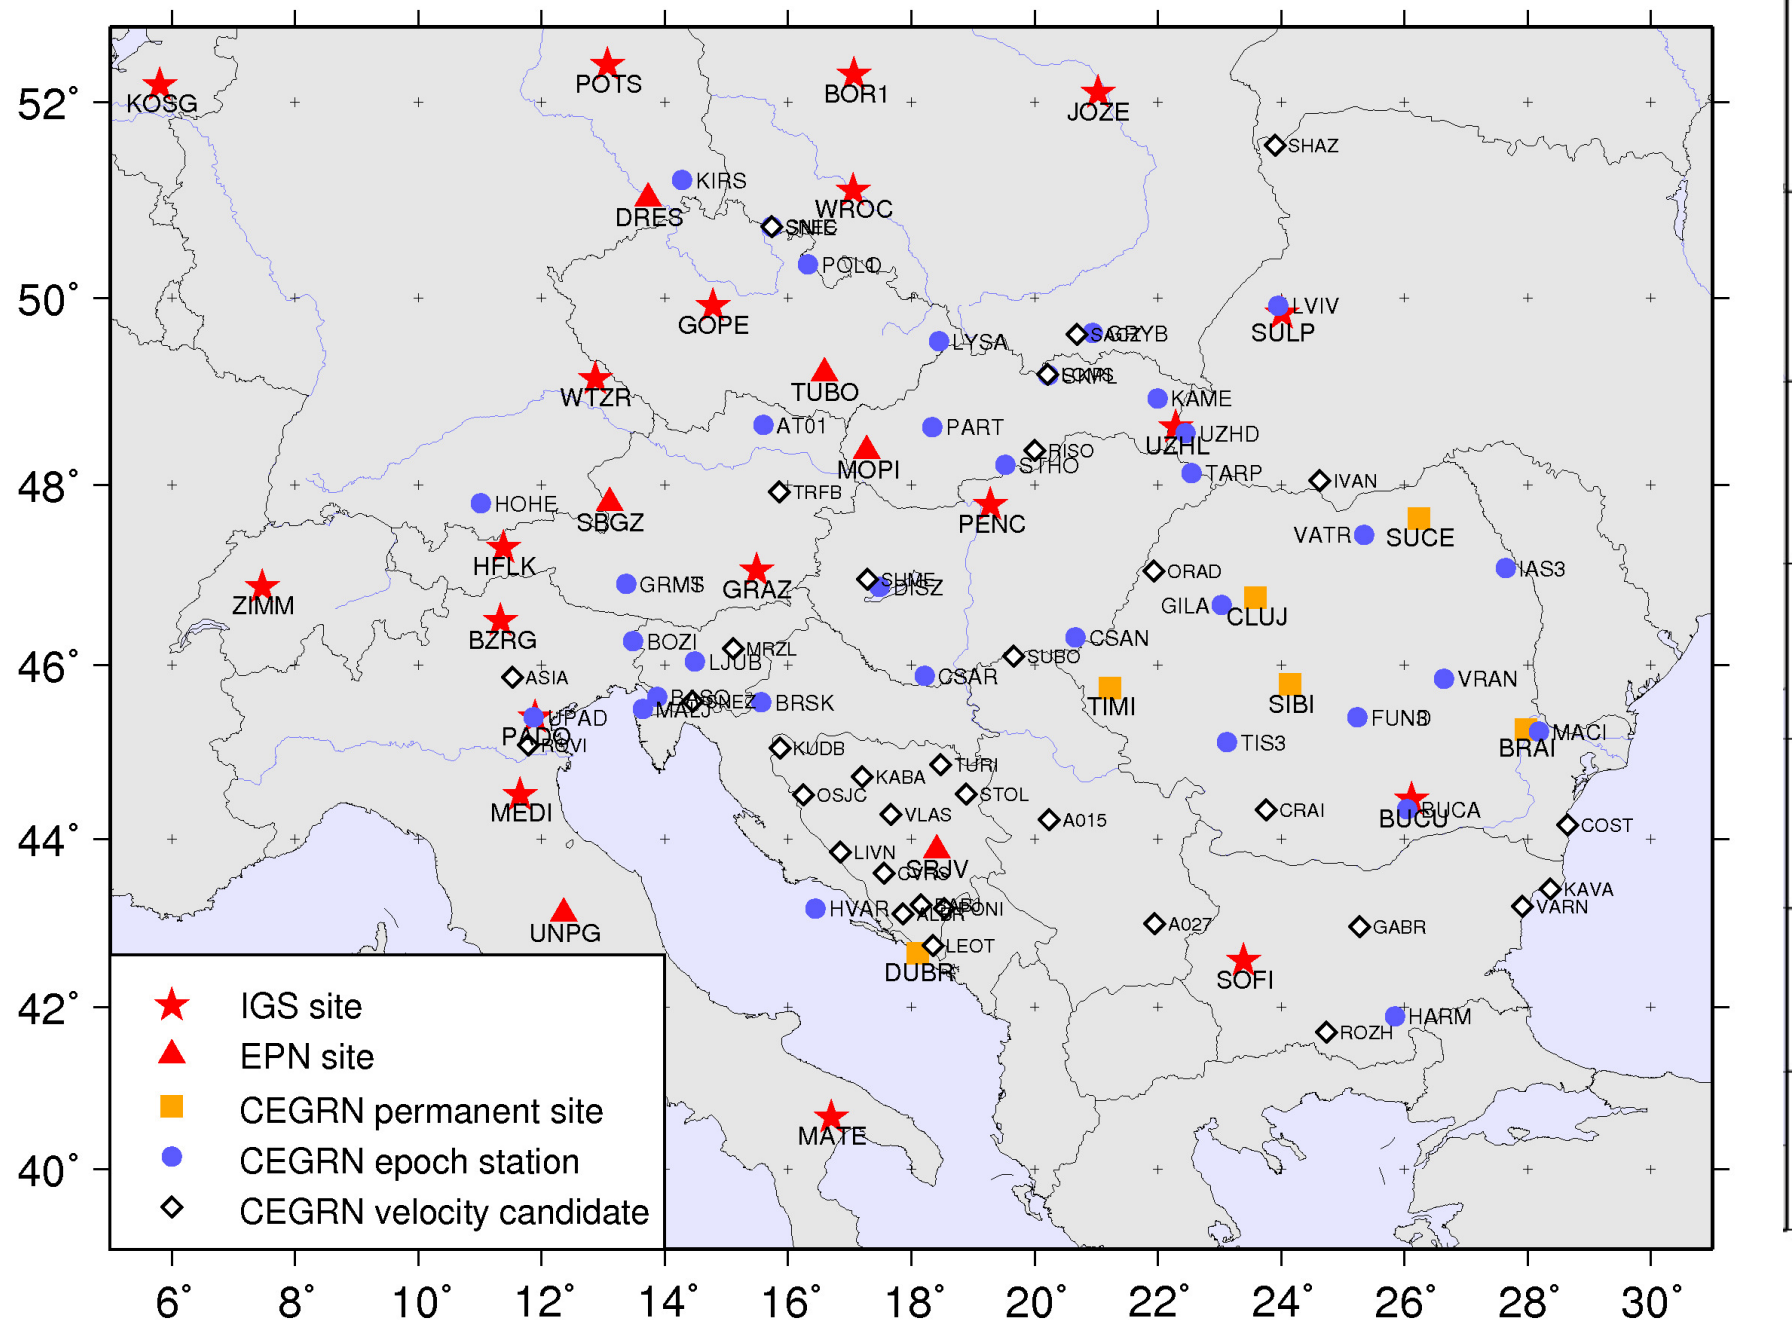 52°
50°
48°
46°
44°
42°
40°
KOSG
POTS
BOR1
JOZE
SHAZ
KIRS
DRES
WROC
POL1
GOPE
LVIV
SULP
LYSA
GRYB
WTZR
TUBO
KAME
AT01
PART
UZHD
UZHL
RISO
STHO
MOPI
TARP
IVAN
TRFB
HOHE
SBGZ
PENC
VATR
SUCE
HFLK
GRAZ
ORAD
IAS3
ZIMM
GRMS
DISZ
GILA
CLUJ
BZRG
BOZI
MRZL
CSAN
LJUB
SUBO
ASIA
CSAR
VRAN
TIMI
SIBI
BRSK
MALJ
UPAD
PADO
ROVI
KUDB
TIS3
BRAI
MACI
TURI
KABA
MEDI
OSJC
STOL
VLAS
A015
CRAI
BUCA
BUCU
COST
LIVN
SRJV
KAVA
VARN
HVAR
UNPG
A027
GABR
LEOT
DUBR
SOFI
HARM
ROZH
MATE
IGS site
EPN site
CEGRN permanent site
CEGRN epoch station
CEGRN velocity candidate
6°
8°
10°
12°
14°
16°
18°
20°
22°
24°
26°
28°
30°